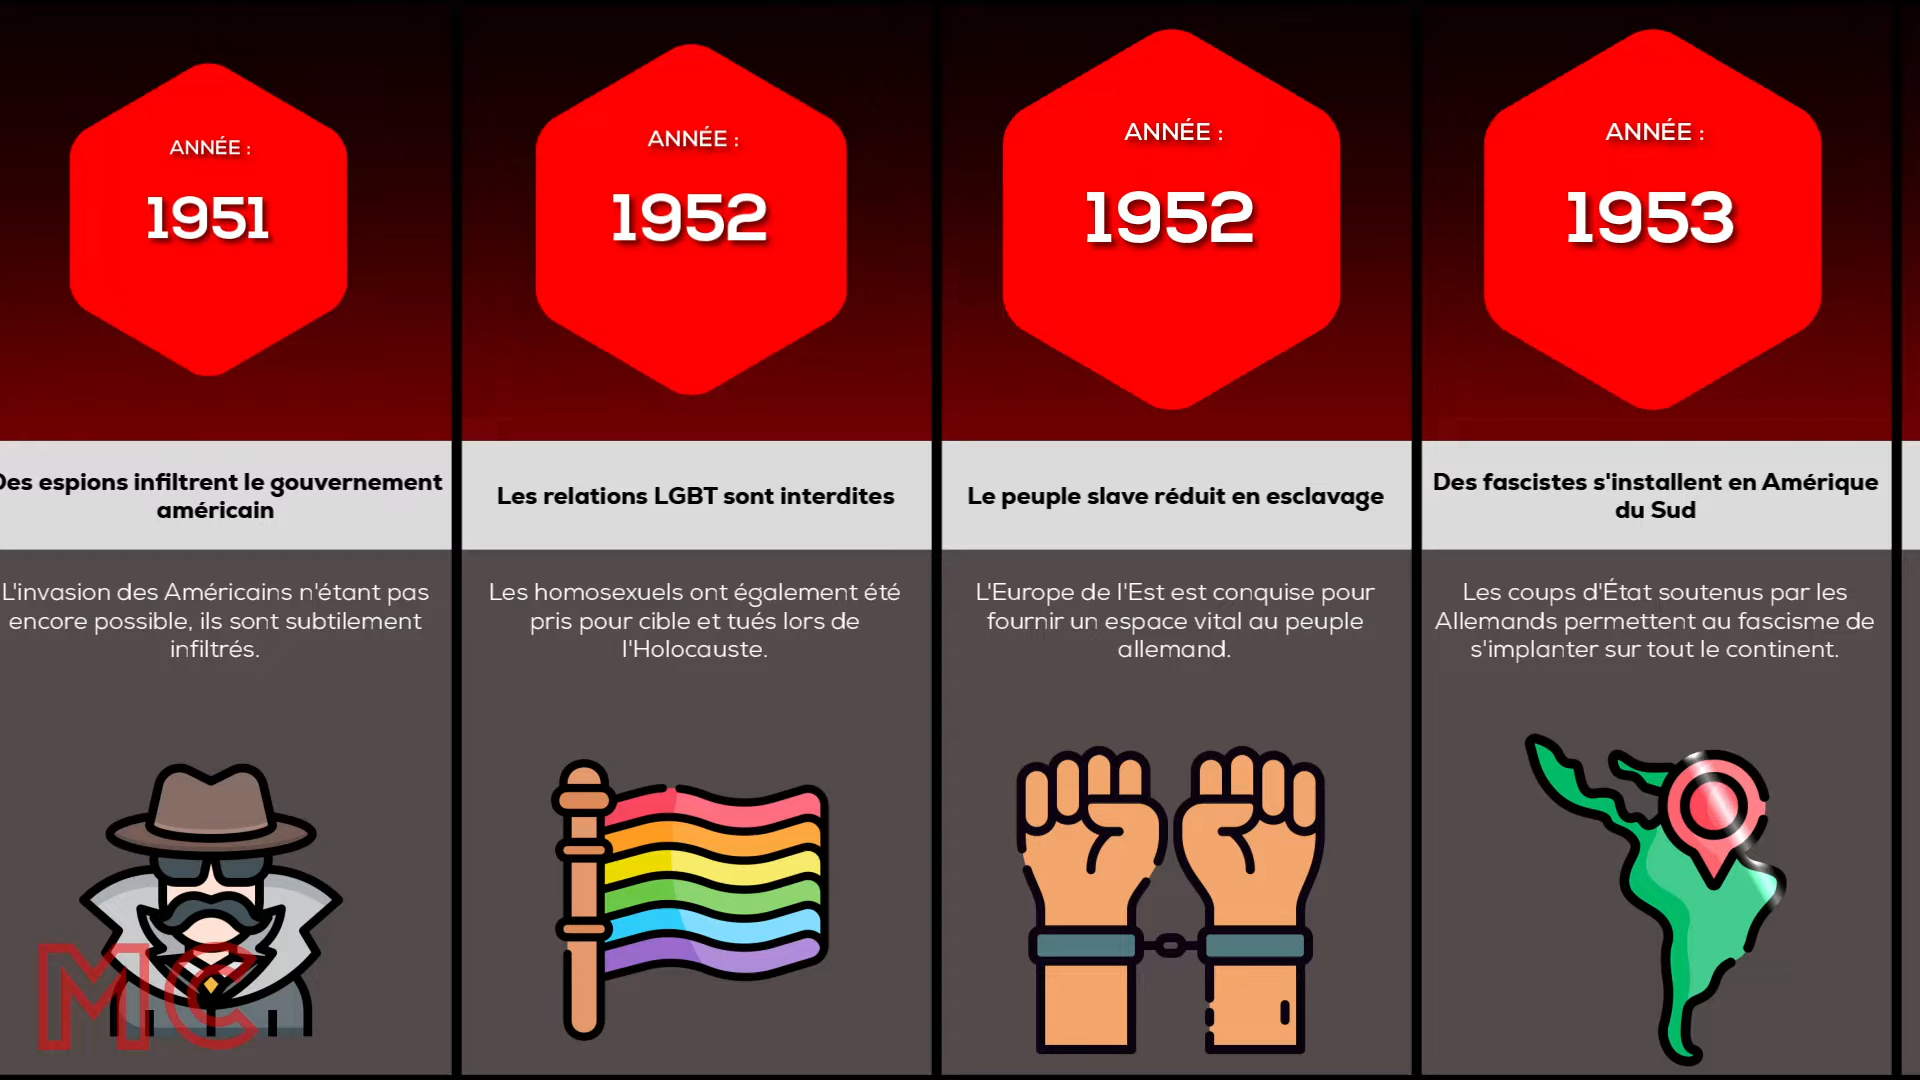 ANNÉE :
1951
Des espions infiltrent le gouvernement
américain
L'invasion des Américains n'étant pas
encore possible, ils sont subtilement
infiltrés.
ANNÉE :
1952
Les relations LGBT sont interdites
Les homosexuels ont également été
pris pour cible et tués lors de
l'Holocauste.
ANNÉE :
1952
Le peuple slave réduit en esclavage
L'Europe de l'Est est conquise pour
fournir un espace vital au peuple
allemand.
ANNÉE :
1953
Des fascistes s'installent en Amérique
du Sud
Les coups d'État soutenus par les
Allemands permettent au fascisme de
s'implanter sur tout le continent.
MC